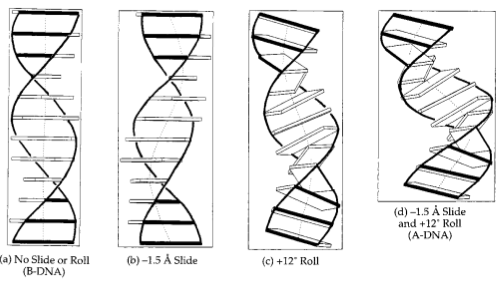 (a) No Slide or Roll
(B-DNA)
(b) –1.5 Å Slide
(c) +12° Roll
(d) –1.5 Å Slide
and +12° Roll
(A-DNA)